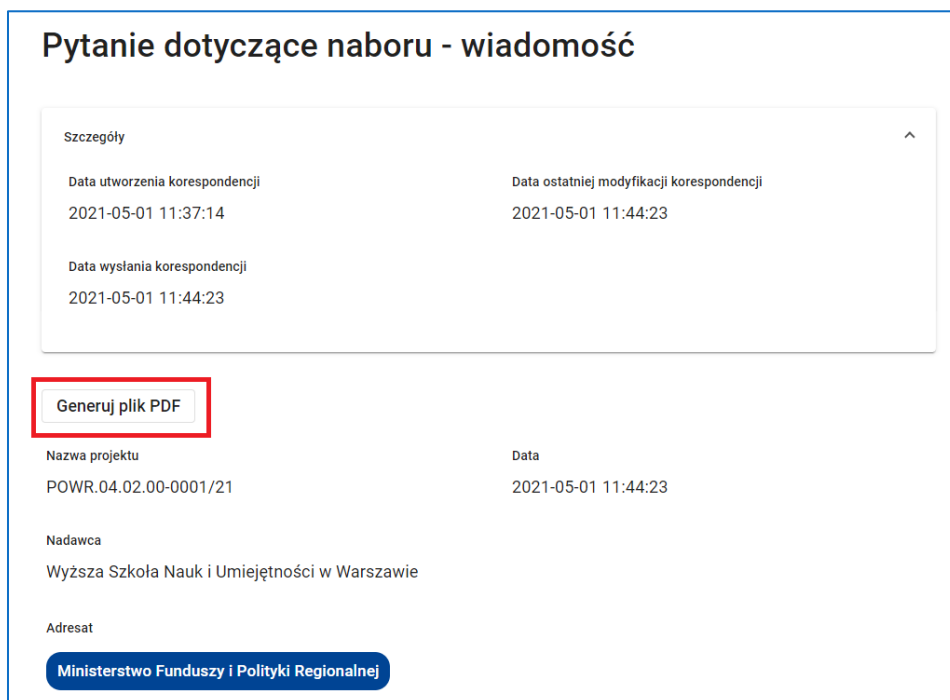 Pytanie dotyczące naboru - wiadomość
Szczegóły
Data utworzenia korespondencji
Data ostatniej modyfikacji korespondencji
2021-05-01 11:37:14
2021-05-01 11:44:23
Data wysłania korespondencji
2021-05-01 11:44:23
Generuj plik PDF
Nazwa projektu
Data
POWR.04.02.00-0001/21
2021-05-01 11:44:23
Nadawca
Wyższa Szkoła Nauk i Umiejętności w Warszawie
Adresat
Ministerstwo Funduszy i Polityki Regionalnej